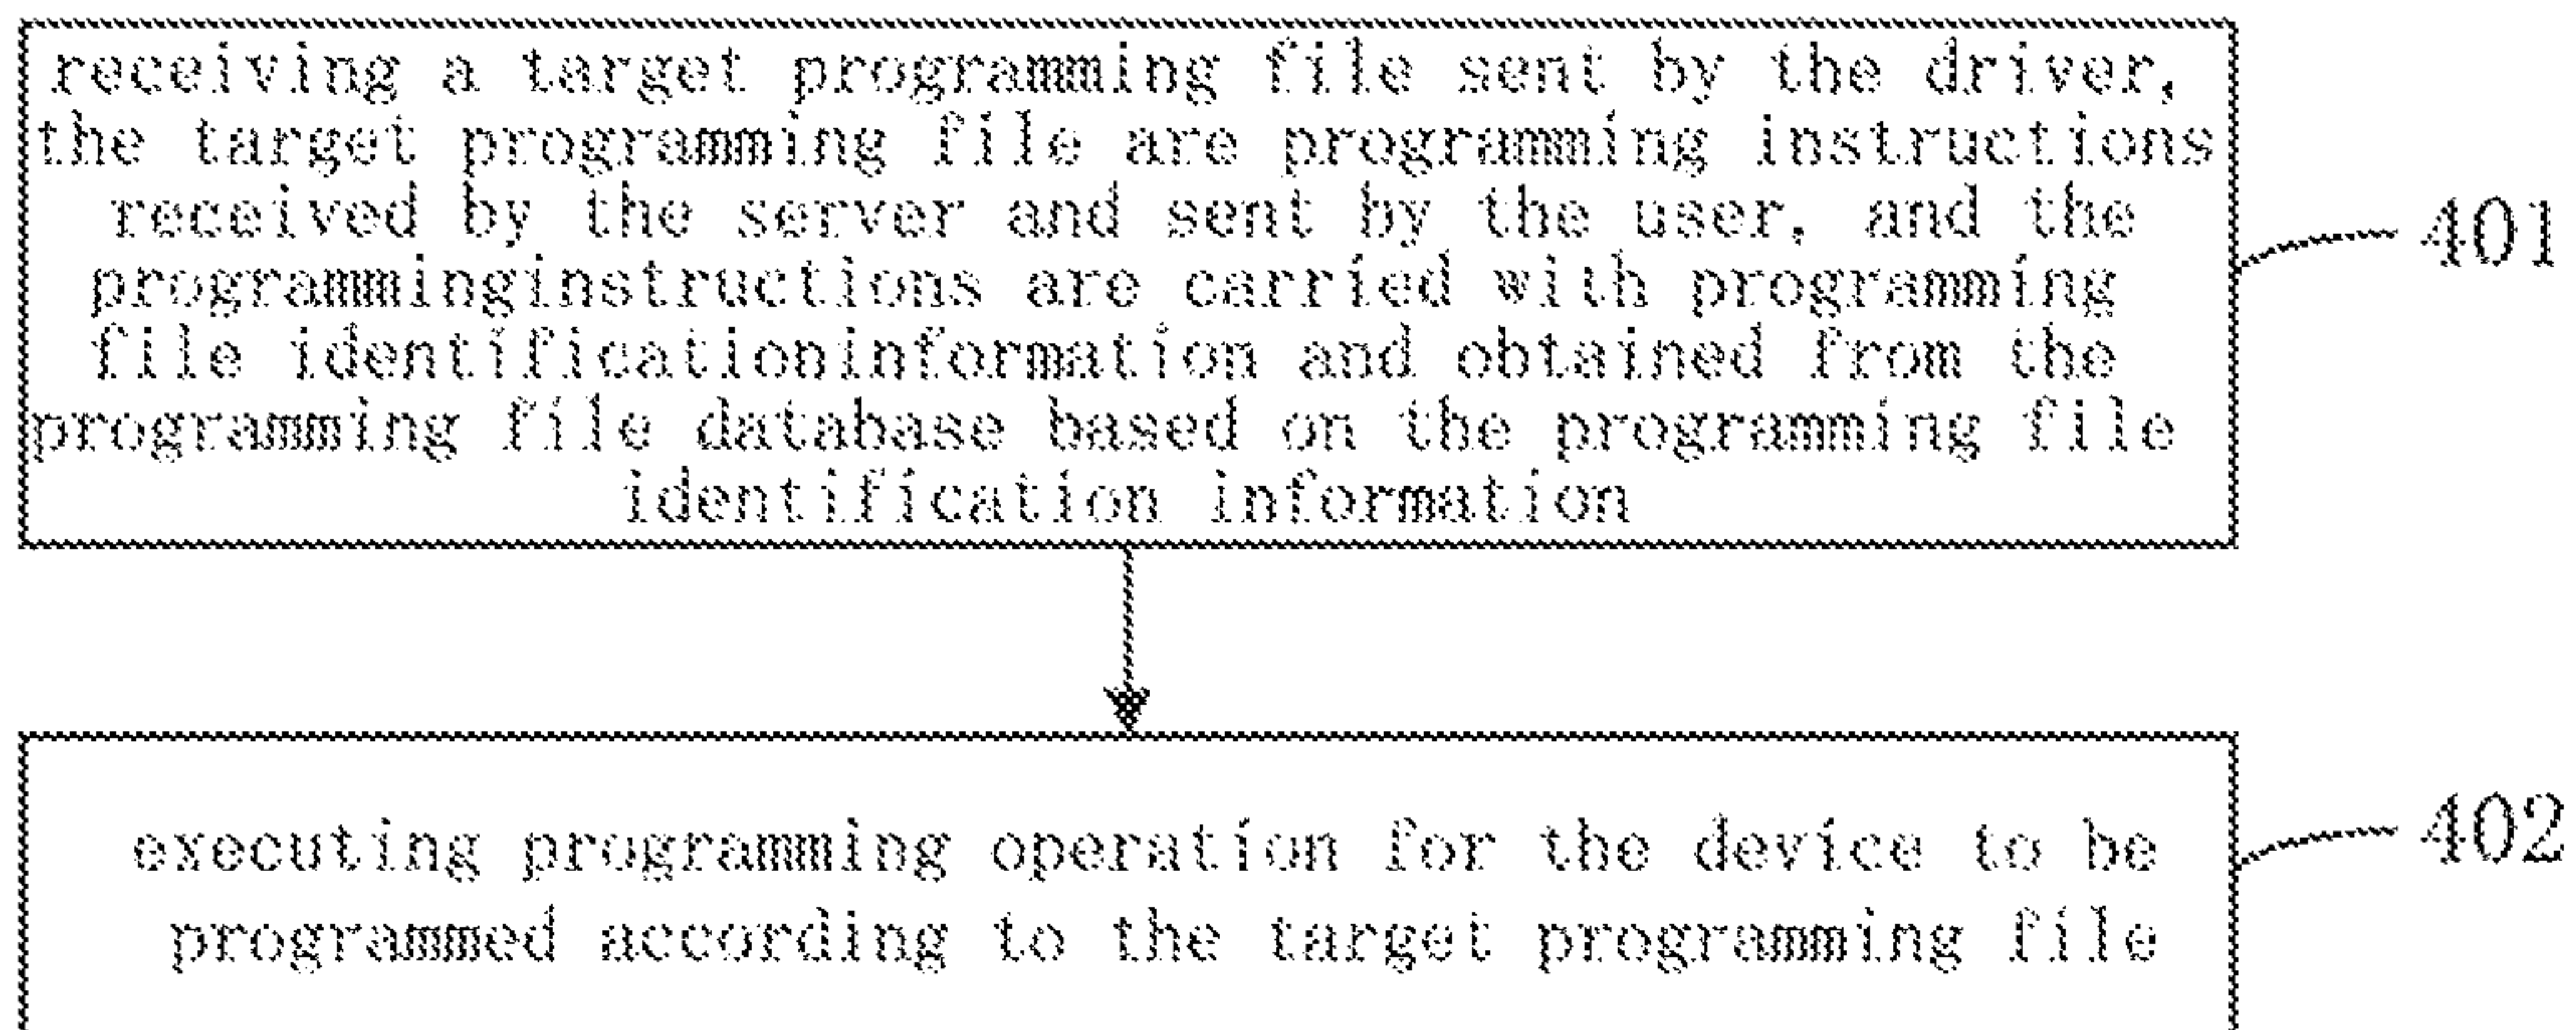 receiving a target programming file sent by the driver,
the target programming file are programming instructions
received by the server and sent by the user, and the
programminginstructions are carried with programming
file identificationinformation and obtained from the
programming file database based on the programming file
identification information
401
executing programming operation for the device to be
programmed according to the target programming file
402